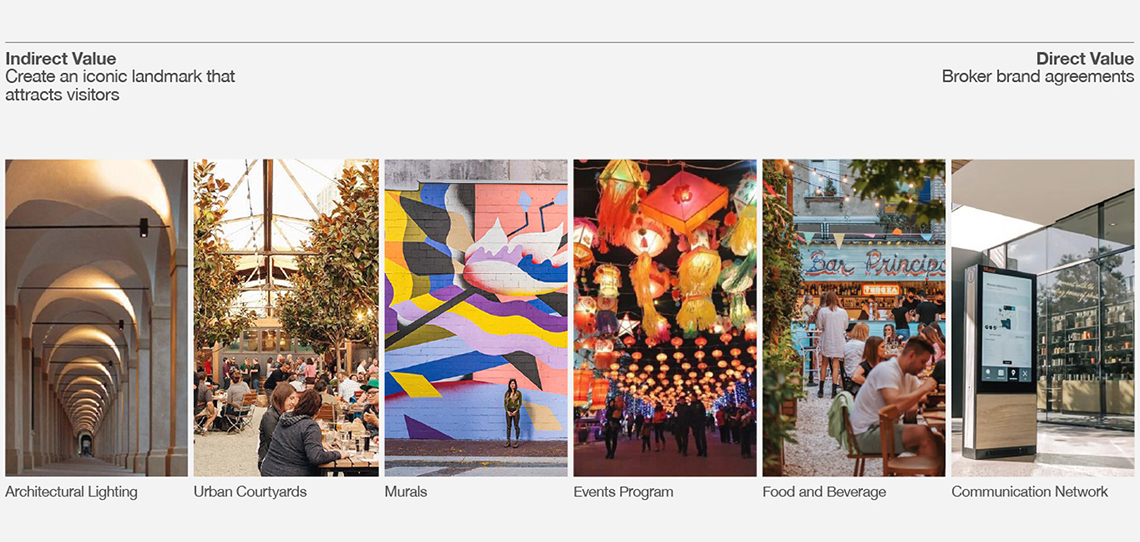 Indirect Value
Create an iconic landmark that
attracts visitors
Direct Value
Broker brand agreements
Bar Principa
Architectural Lighting
Urban Courtyards
Murals
Events Program
Food and Beverage
Communication Network